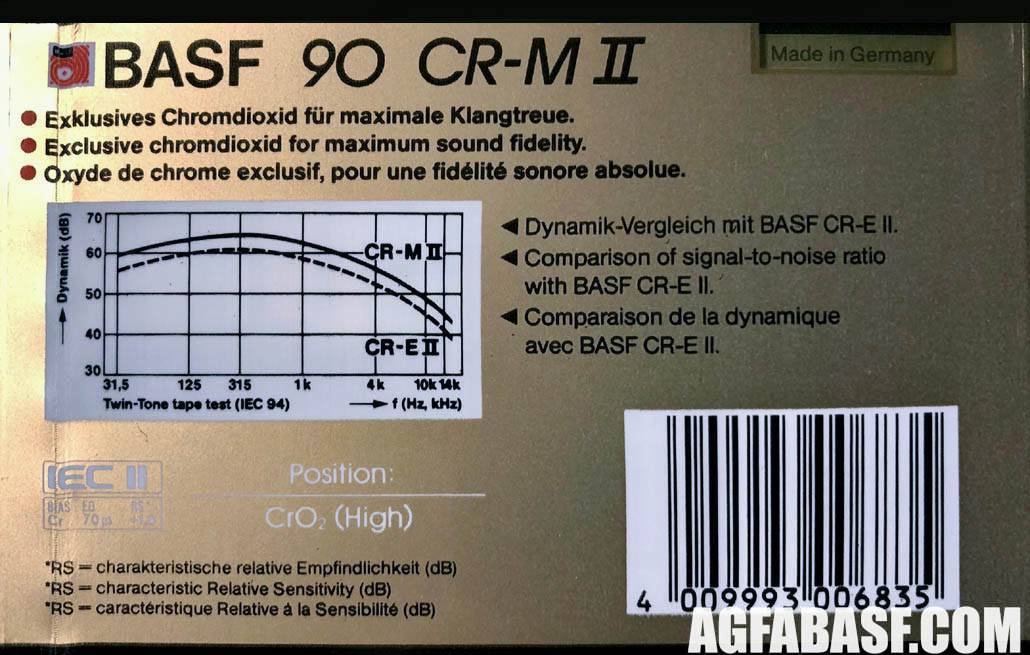 BASF 90 CR-M II
Made in Germany
Exklusives Chromdioxid für maximale Klangtreue.
Exclusive chromdioxid for maximum sound fidelity.
Oxyde de chrome exclusif, pour une fidélité sonore absolue.
Dynamik (dB)
70
60
50
40
30
CR-M II
CR-E II
31,5 125 315 1k 4k 10k 14k
Twin-Tone tape test (IEC 94) f (Hz, kHz)
Dynamik-Vergleich mit BASF CR-E II.
Comparison of signal-to-noise ratio
with BASF CR-E II.
Comparaison de la dynamique
avec BASF CR-E II.
IEC II
BIAS EQ RS*
Cr 70µs
Position:
CrO₂ (High)
*RS = charakteristische relative Empfindlichkeit (dB)
*RS = characteristic Relative Sensitivity (dB)
*RS = caractéristique Relative à la Sensibilité (dB)
4 009993 006835
AGFABASF.COM